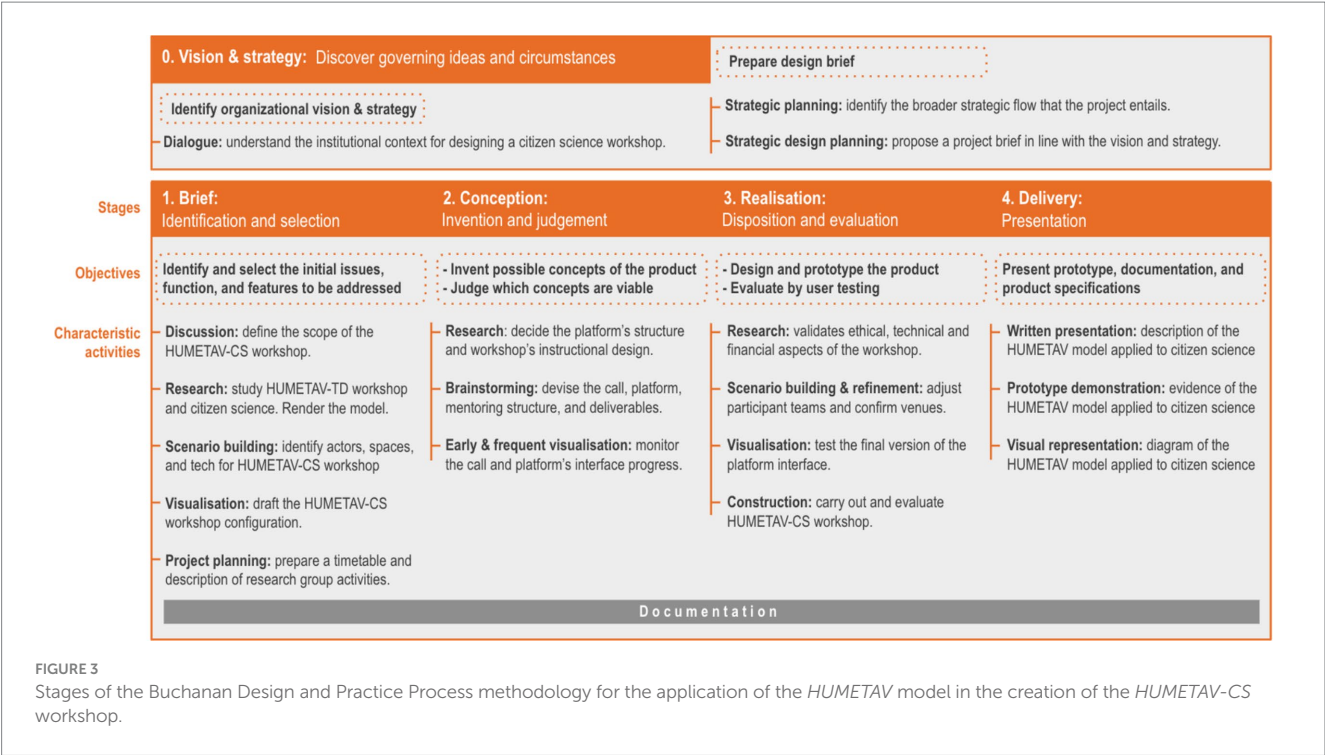 0. Vision & strategy: Discover governing ideas and circumstances
Identify organizational vision & strategy
Dialogue: understand the institutional context for designing a citizen science workshop.
Prepare design brief
Strategic planning: identify the broader strategic flow that the project entails.
Strategic design planning: propose a project brief in line with the vision and strategy.
Stages
1. Brief:
Identification and selection
2. Conception:
Invention and judgement
3. Realisation:
Disposition and evaluation
4. Delivery:
Presentation
Objectives
Identify and select the initial issues,
function, and features to be addressed
- Invent possible concepts of the product
- Judge which concepts are viable
- Design and prototype the product
- Evaluate by user testing
Present prototype, documentation, and
product specifications
Characteristic
activities
Discussion: define the scope of the
HUMETAV-CS workshop.
Research: study HUMETAV-TD workshop
and citizen science. Render the model.
Scenario building: identify actors, spaces,
and tech for HUMETAV-CS workshop
Visualisation: draft the HUMETAV-CS
workshop configuration.
Project planning: prepare a timetable and
description of research group activities.
Research: decide the platform's structure
and workshop's instructional design.
Brainstorming: devise the call, platform,
mentoring structure, and deliverables.
Early & frequent visualisation: monitor
the call and platform's interface progress.
Research: validates ethical, technical and
financial aspects of the workshop.
Scenario building & refinement: adjust
participant teams and confirm venues.
Visualisation: test the final version of the
platform interface.
Construction: carry out and evaluate
HUMETAV-CS workshop.
Written presentation: description of the
HUMETAV model applied to citizen science
Prototype demonstration: evidence of the
HUMETAV model applied to citizen science
Visual representation: diagram of the
HUMETAV model applied to citizen science
Documentation
FIGURE 3
Stages of the Buchanan Design and Practice Process methodology for the application of the HUMETAV model in the creation of the HUMETAV-CS
workshop.